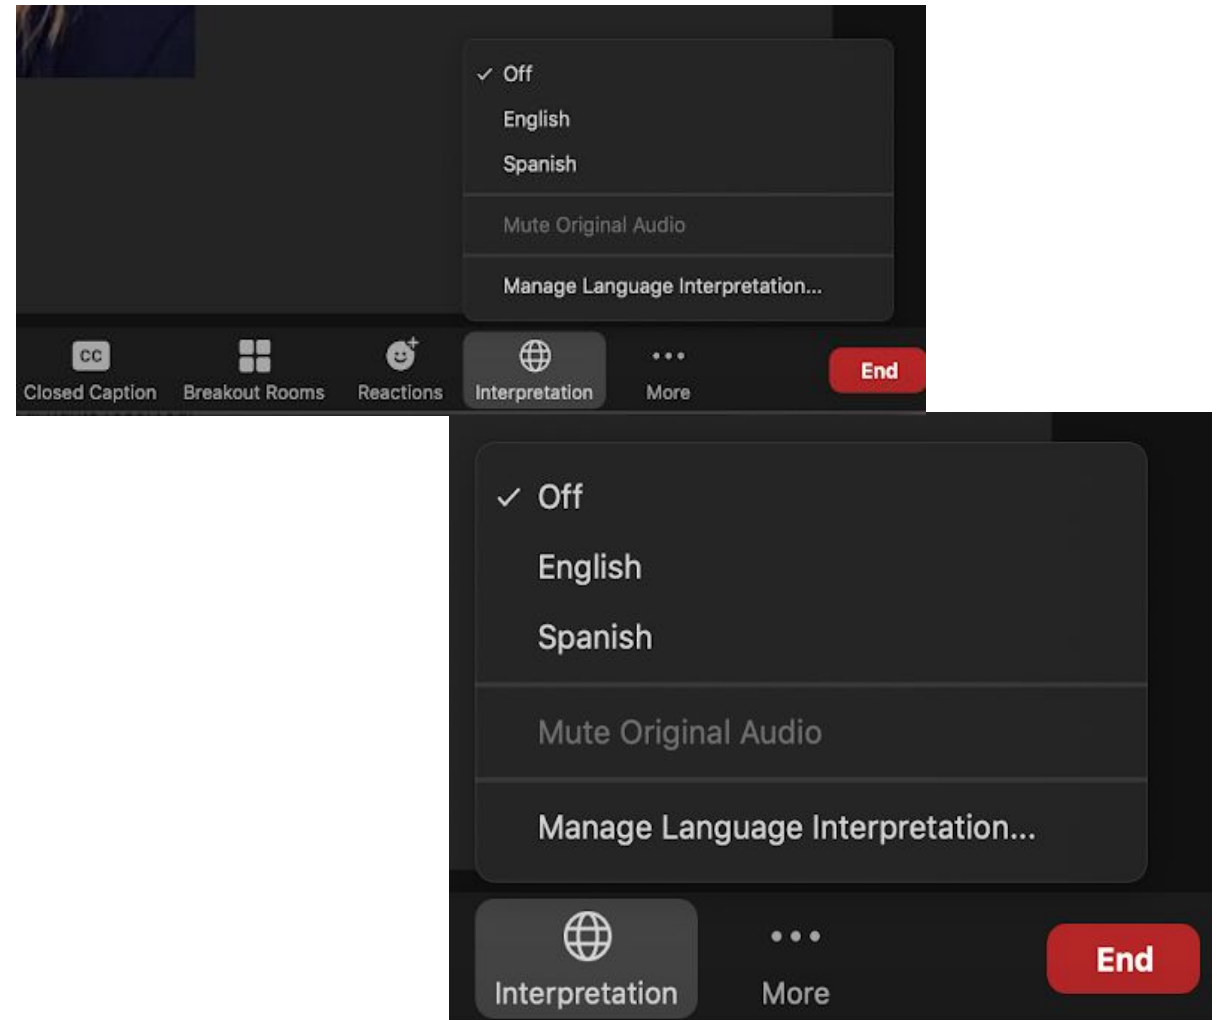 ✓ Off
English
Spanish
Mute Original Audio
Manage Language Interpretation...
CC
Closed Caption Breakout Rooms Reactions Interpretation More End
✓ Off
English
Spanish
Mute Original Audio
Manage Language Interpretation...
Interpretation More End